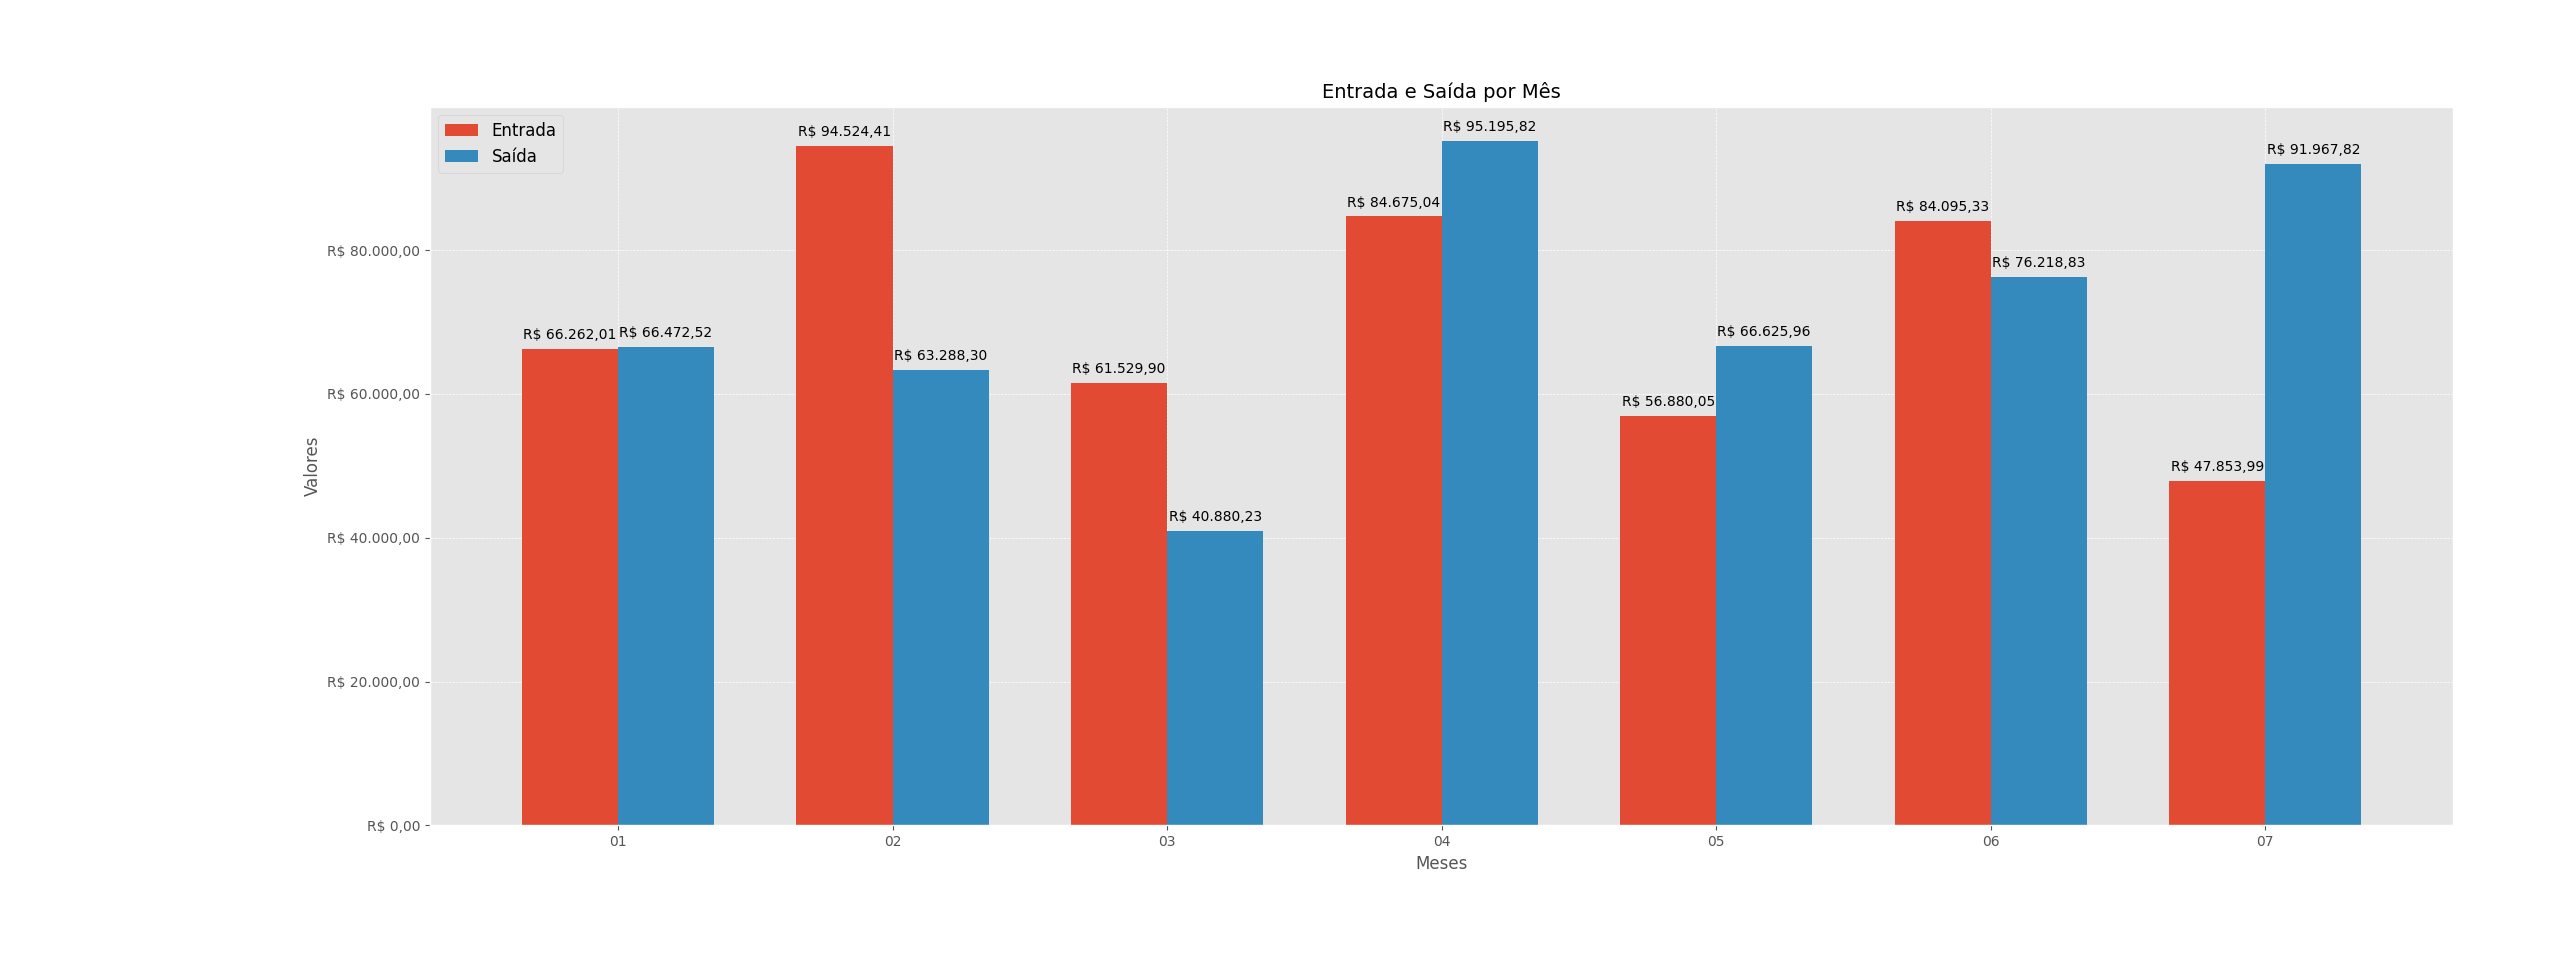 Entrada e Saída por Mês
Entrada
Saída
R$ 94.524,41
R$ 95.195,82
R$ 91.967,82
R$ 84.675,04
R$ 84.095,33
R$ 80.000,00
R$ 76.218,83
R$ 66.262,01
R$ 66.472,52
R$ 63.288,30
R$ 61.529,90
R$ 66.625,96
R$ 60.000,00
R$ 56.880,05
R$ 47.853,99
Valores
R$ 40.880,23
R$ 40.000,00
R$ 20.000,00
R$ 0,00
01 02 03 04 05 06 07
Meses